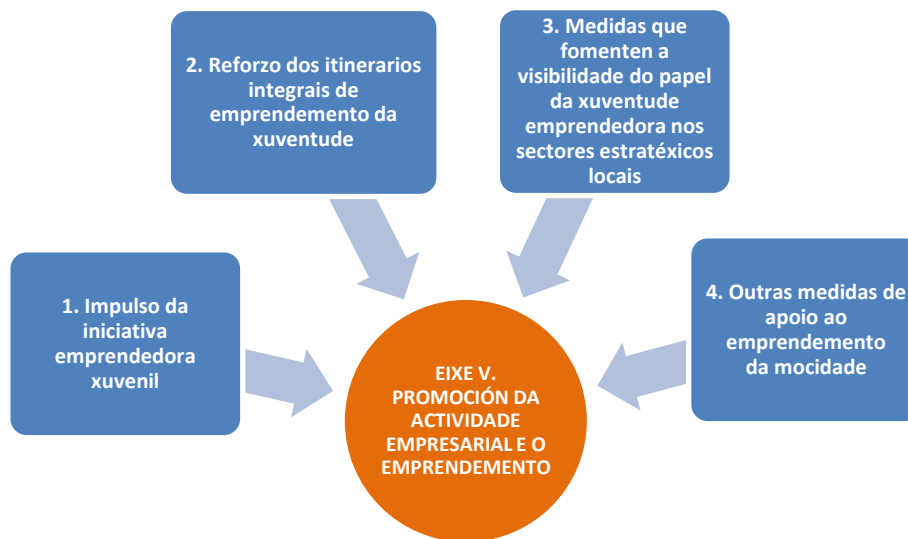 1. Impulso da
iniciativa
emprendedora
xuvenil
2. Reforzo dos itinerarios
integrais de
emprendemento da
xuventude
3. Medidas que
fomenten a
visibilidade do papel
da xuventude
emprendedora nos
sectores estratéxicos
locais
4. Outras medidas de
apoio ao
emprendemento
da mocidade
EIXE V.
PROMOCIÓN DA
ACTIVIDADE
EMPRESARIAL E O
EMPRENDEMENTO